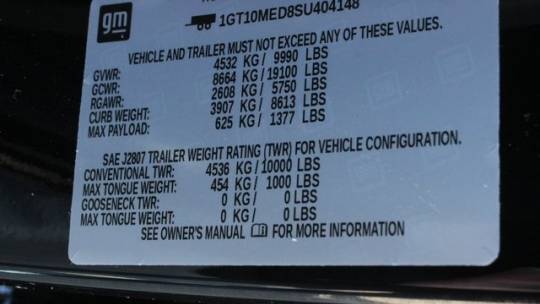 gm
1GT10MED8SU404148
VEHICLE AND TRAILER MUST NOT EXCEED ANY OF THESE VALUES.
GVWR: 4532 KG / 9990 LBS
GCWR: 8664 KG / 19100 LBS
RGAWR: 2608 KG / 5750 LBS
CURB WEIGHT: 3907 KG / 8613 LBS
MAX PAYLOAD: 625 KG / 1377 LBS
SAE J2807 TRAILER WEIGHT RATING (TWR) FOR VEHICLE CONFIGURATION.
CONVENTIONAL TWR: 4536 KG / 10000 LBS
MAX TONGUE WEIGHT: 454 KG / 1000 LBS
GOOSENECK TWR: 0 KG / 0 LBS
MAX TONGUE WEIGHT: 0 KG / 0 LBS
SEE OWNER'S MANUAL FOR MORE INFORMATION